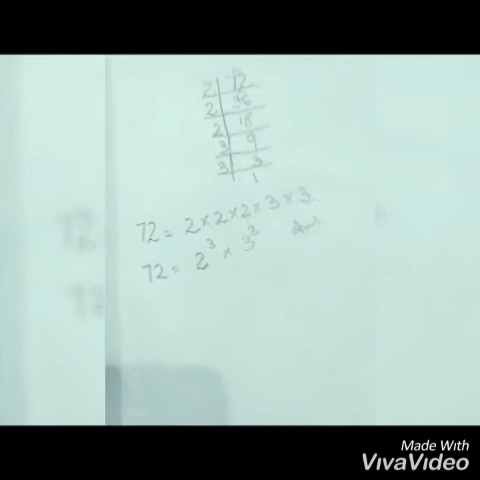 2 | 72
2 | 36
2 | 18
3 | 9
3 | 3
| 1
72 = 2 × 2 × 2 × 3 × 3
72 = 2³ × 3² Ans
Made With
VivaVideo